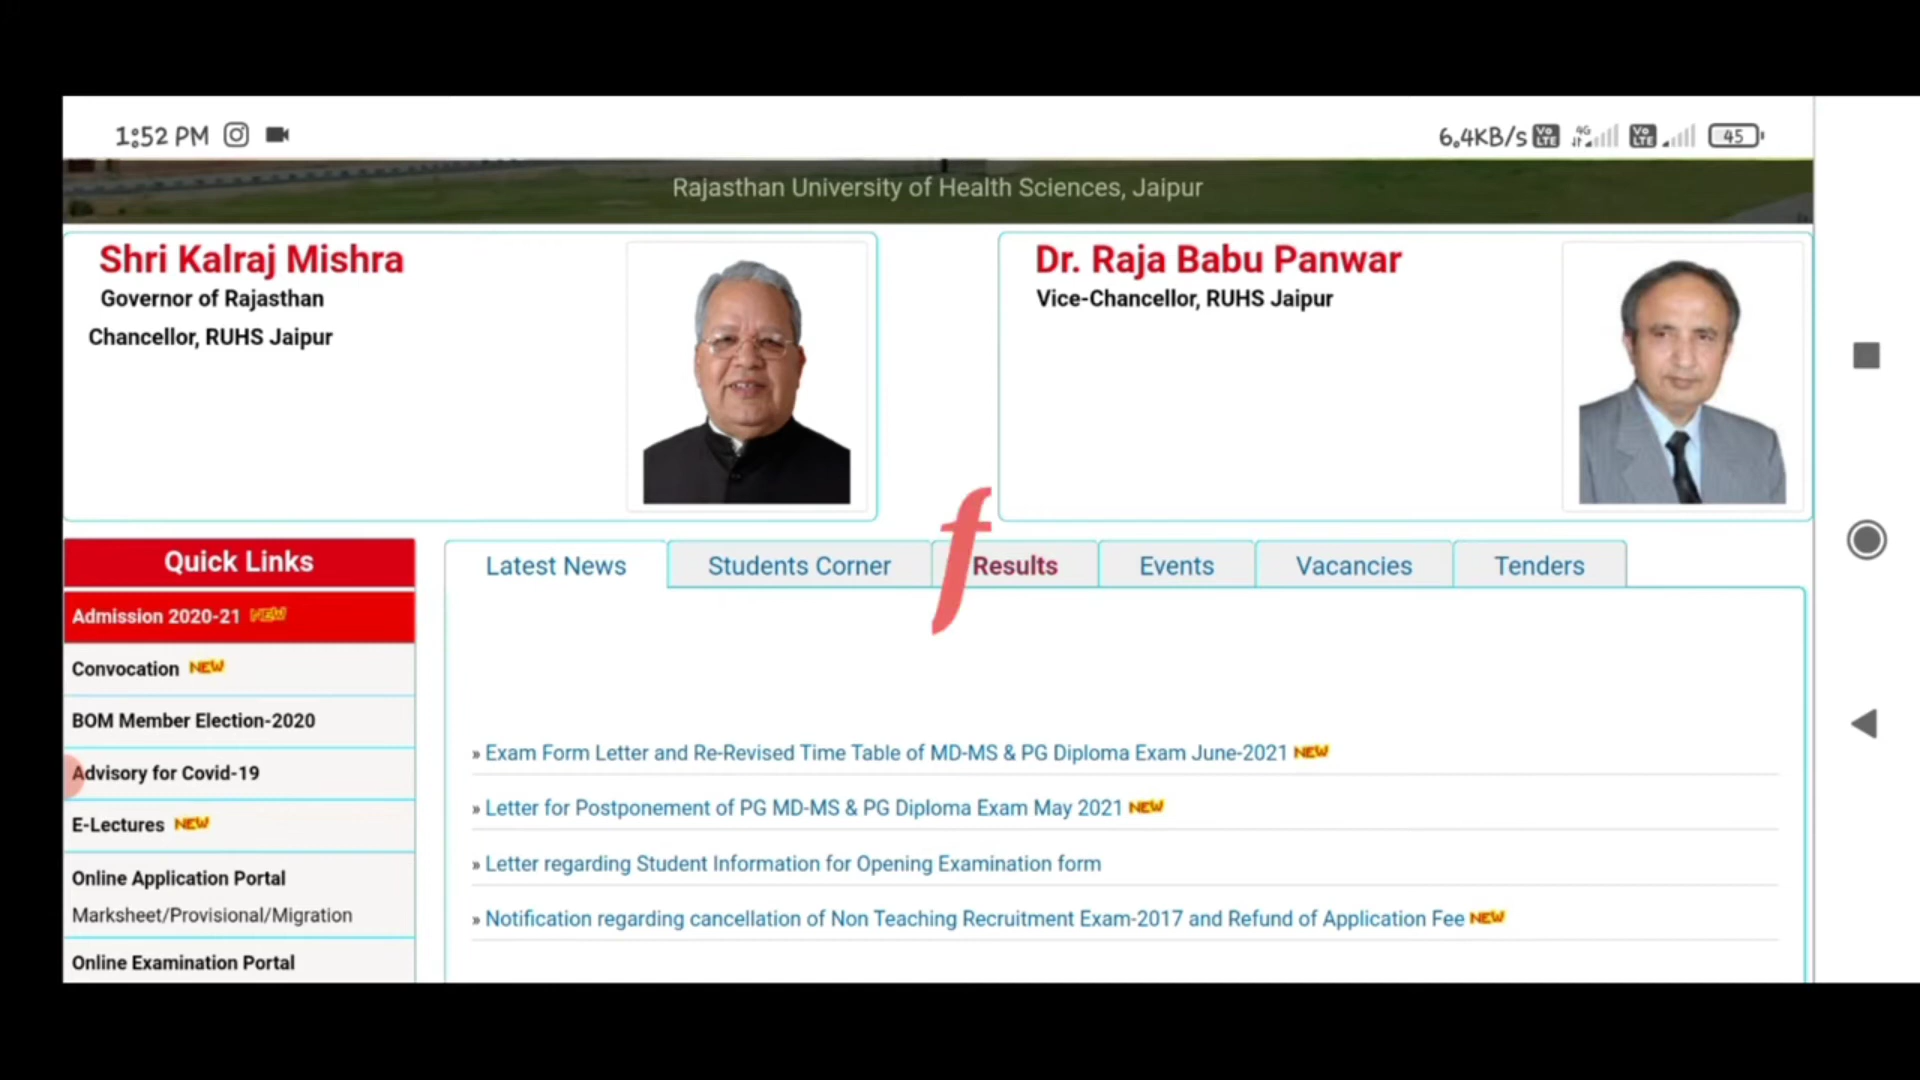 1:52 PM
6.4KB/s Vo LTE 4G Vo LTE 45
Rajasthan University of Health Sciences, Jaipur
Shri Kalraj Mishra
Governor of Rajasthan
Chancellor, RUHS Jaipur
Dr. Raja Babu Panwar
Vice-Chancellor, RUHS Jaipur
f
Quick Links
Admission 2020-21 NEW
Convocation NEW
BOM Member Election-2020
Advisory for Covid-19
E-Lectures NEW
Online Application Portal
Marksheet/Provisional/Migration
Online Examination Portal
Latest News Students Corner Results Events Vacancies Tenders
» Exam Form Letter and Re-Revised Time Table of MD-MS & PG Diploma Exam June-2021 NEW
» Letter for Postponement of PG MD-MS & PG Diploma Exam May 2021 NEW
» Letter regarding Student Information for Opening Examination form
» Notification regarding cancellation of Non Teaching Recruitment Exam-2017 and Refund of Application Fee NEW